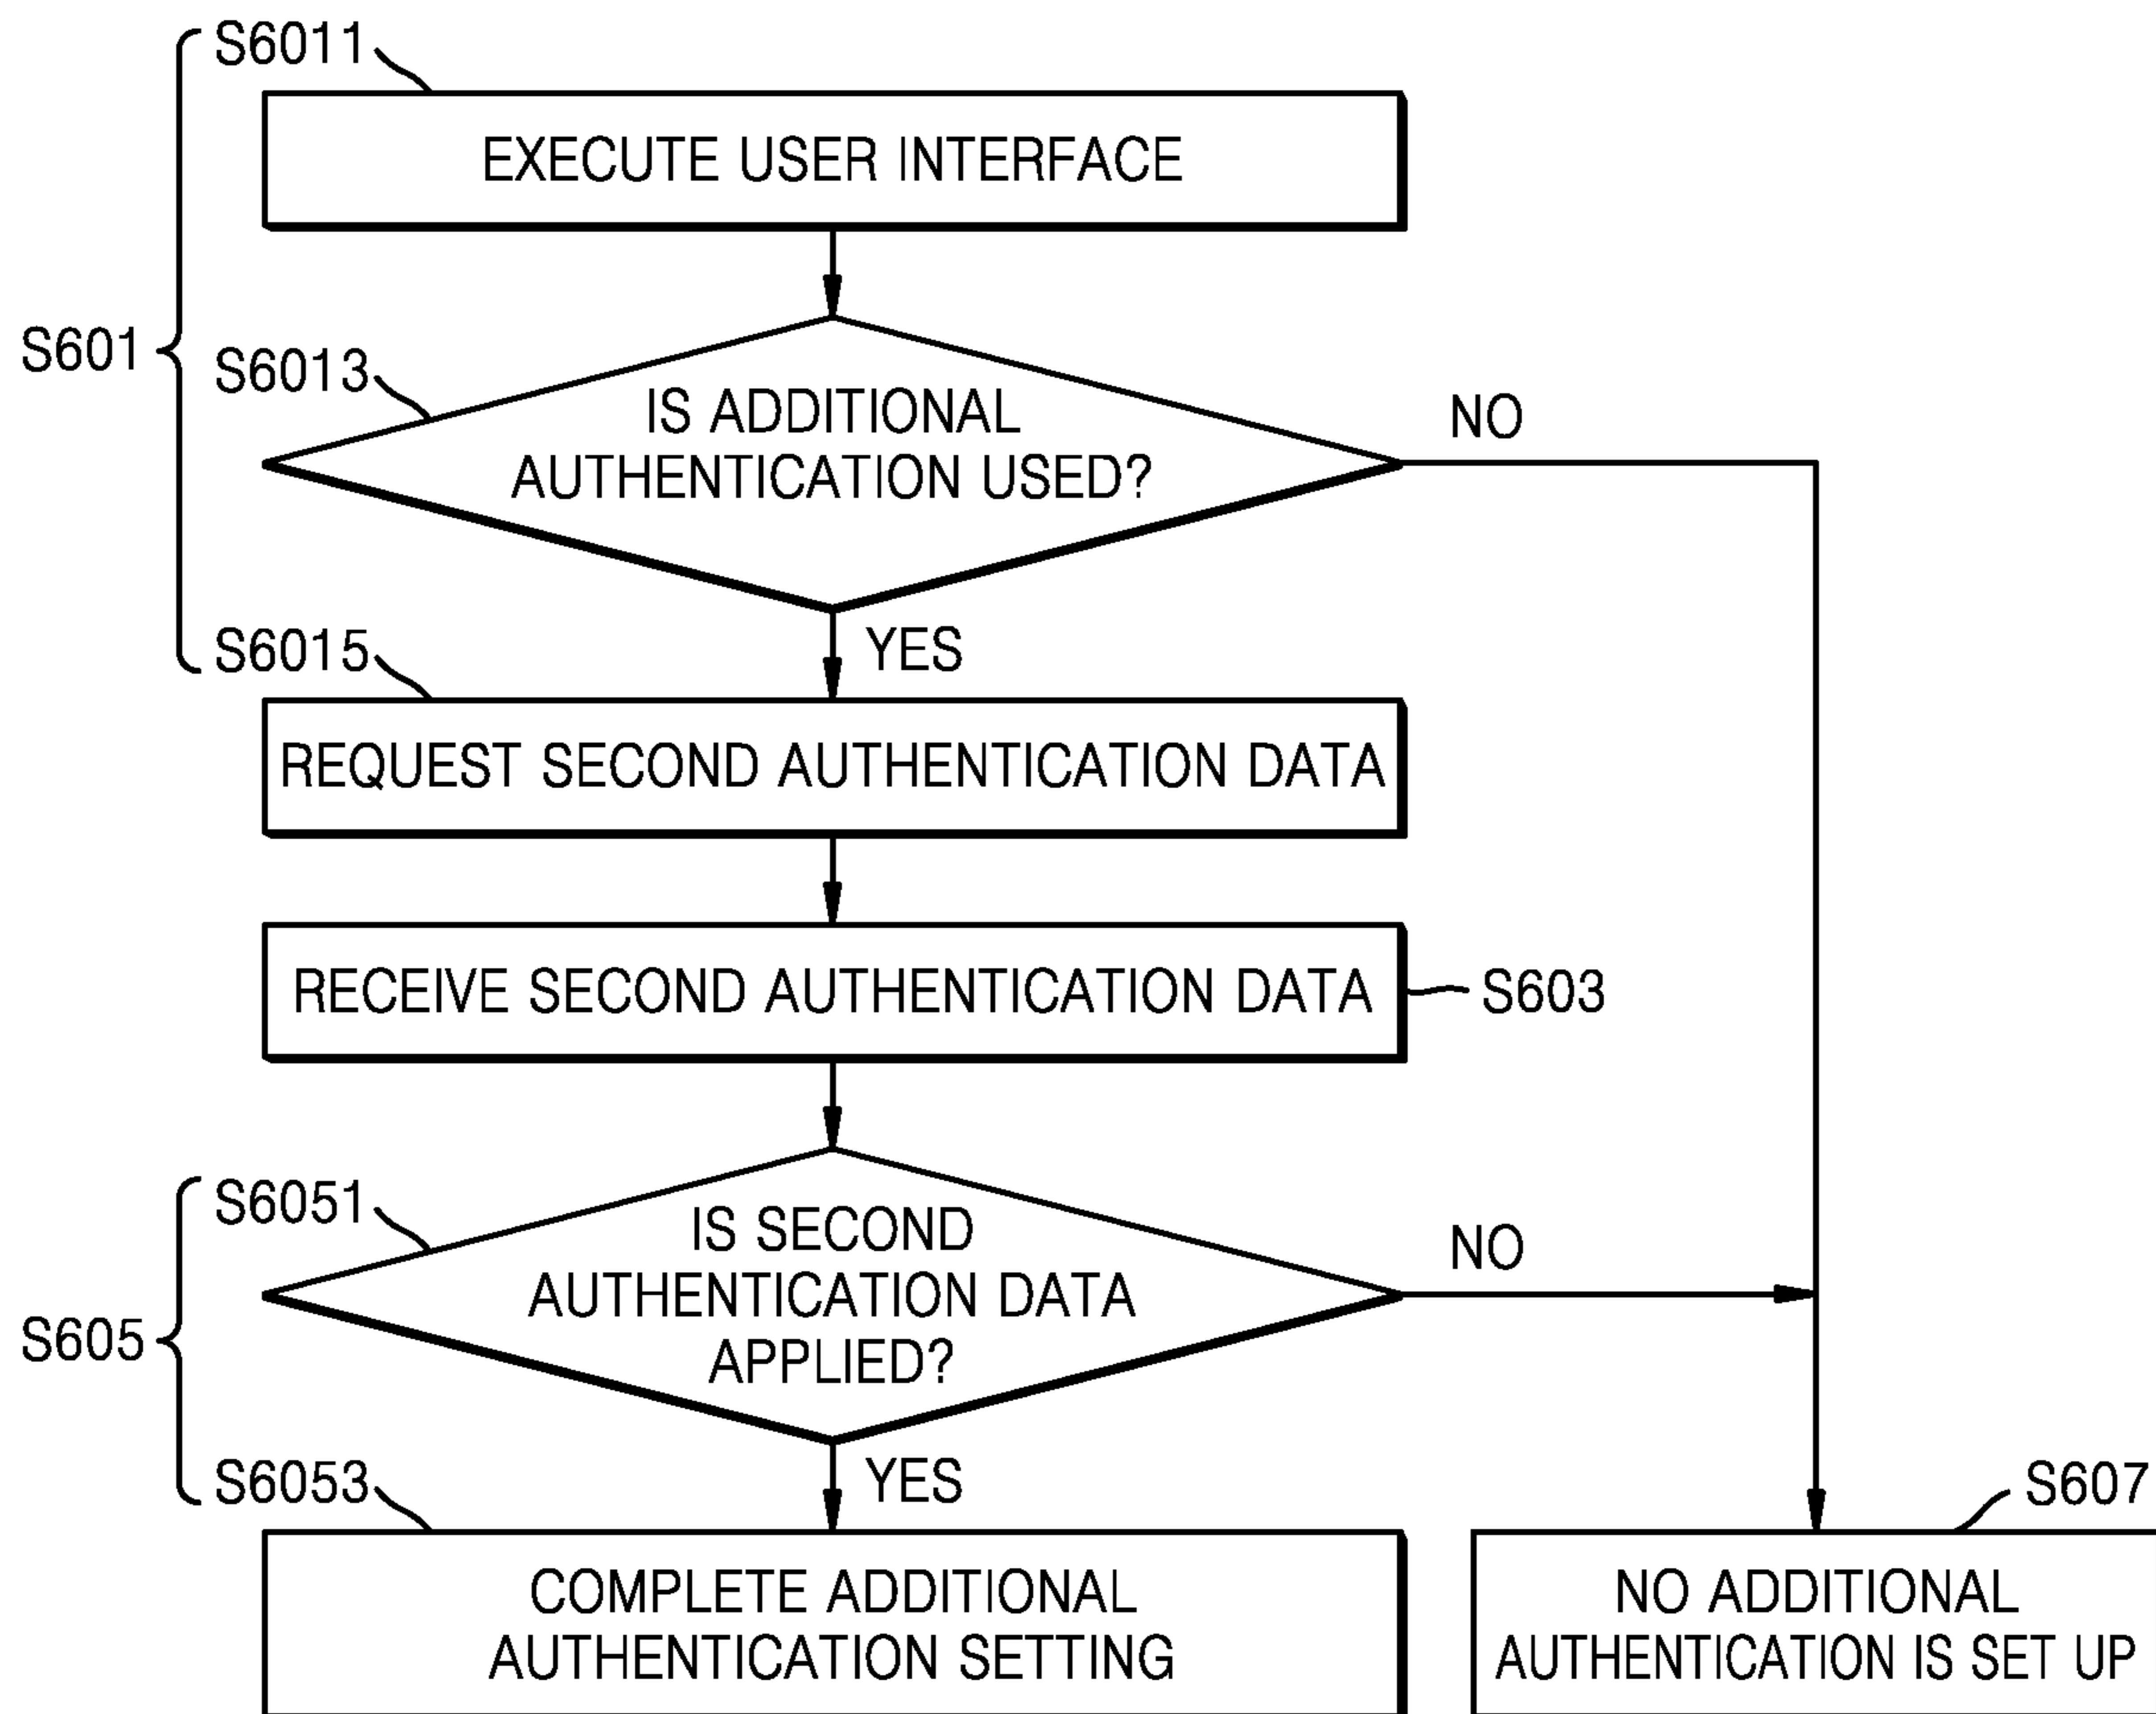 S6011
EXECUTE USER INTERFACE
S601
S6013
IS ADDITIONAL
AUTHENTICATION USED?
NO
YES
S6015
REQUEST SECOND AUTHENTICATION DATA
RECEIVE SECOND AUTHENTICATION DATA
S603
S605
S6051
IS SECOND
AUTHENTICATION DATA
APPLIED?
NO
YES
S6053
COMPLETE ADDITIONAL
AUTHENTICATION SETTING
S607
NO ADDITIONAL
AUTHENTICATION IS SET UP